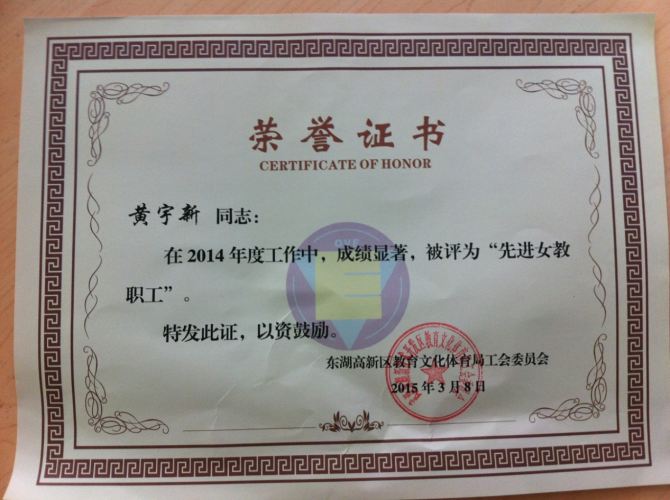 荣誉证书
CERTIFICATE OF HONOR
黄宇新 同志：
在 2014 年度工作中，成绩显著，被评为“先进女教
职工”。
特发此证，以资鼓励。
东湖高新区教育文化体育局工会委员会
2015 年 3 月 8 日